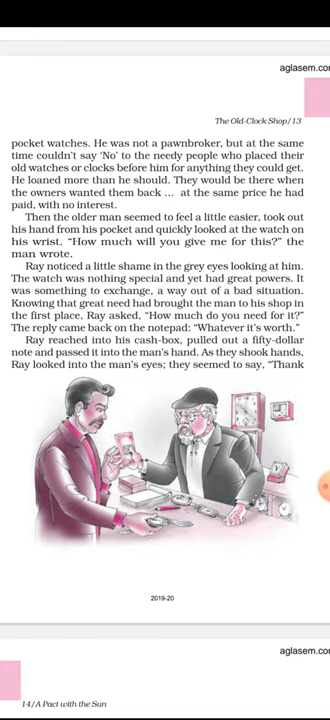 aglasem.co
The Old-Clock Shop/13
pocket watches. He was not a pawnbroker, but at the same
time couldn't say 'No' to the needy people who placed their
old watches or clocks before him for anything they could get.
He loaned more than he should. They would be there when
the owners wanted them back ... at the same price he had
paid, with no interest.
Then the older man seemed to feel a little easier, took out
his hand from his pocket and quickly looked at the watch on
his wrist. “How much will you give me for this?” the
man wrote.
Ray noticed a little shame in the grey eyes looking at him.
The watch was nothing special and yet had great powers. It
was something to exchange, a way out of a bad situation.
Knowing that great need had brought the man to his shop in
the first place, Ray asked, “How much do you need for it?”
The reply came back on the notepad: “Whatever it's worth.”
Ray reached into his cash-box, pulled out a fifty-dollar
note and passed it into the man's hand. As they shook hands,
Ray looked into the man's eyes; they seemed to say, “Thank
2019-20
aglasem.co
14/A Pact with the Sun